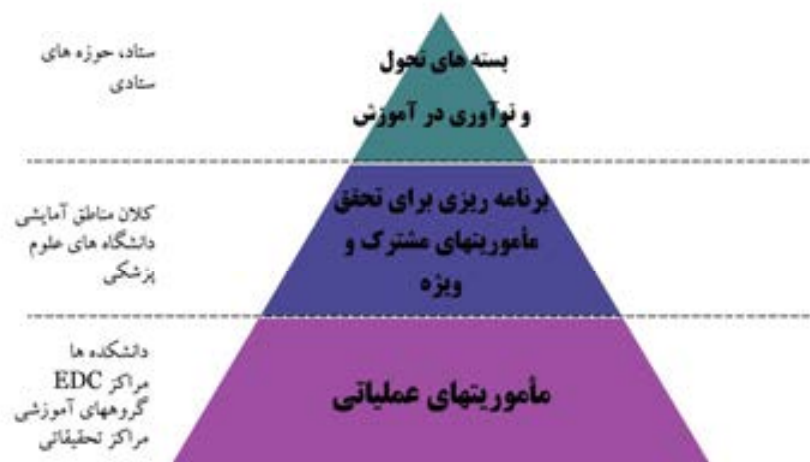 بسته های تحول
و نوآوری در آموزش
ستاد، حوزه های
ستادی
برنامه ریزی برای تحقق
مأموریتهای مشترک و
ویژه
کلان مناطق آمایشی
دانشگاه های علوم
پزشکی
مأموریتهای عملیاتی
دانشکده ها
مراکز EDC
گروههای آموزشی
مراکز تحقیقاتی